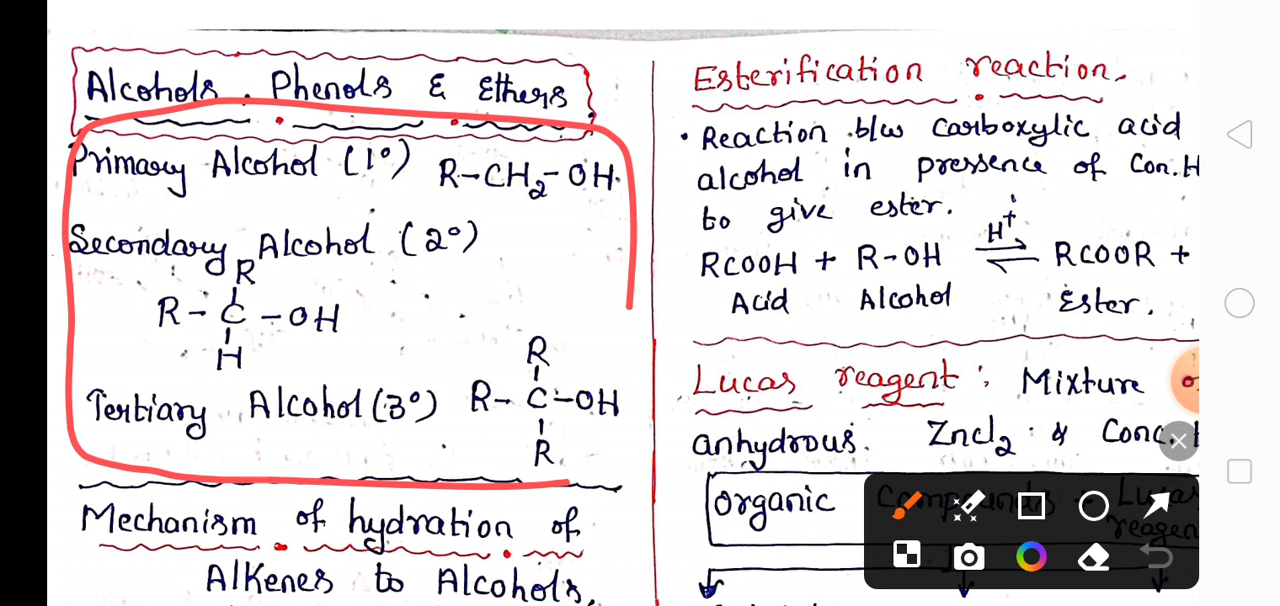 Alcohols, Phenols & Ethers
Primary Alcohol (1°) R-CH2-OH.
Secondary Alcohol (2°)
R
R-C-OH
H
Tertiary Alcohol (3°)
R
R-C-OH
R
Mechanism of hydration of
Alkenes to Alcohols.
Esterification reaction.
• Reaction b/w Carboxylic acid
alcohol in pressence of Con.H
to give ester.
H+
RCOOH + R-OH ⇌ RCOOR +
Acid Alcohol Ester.
Lucas reagent: Mixture
anhydrous. Zncl2 & Conc.
Organic Compounds
reagen